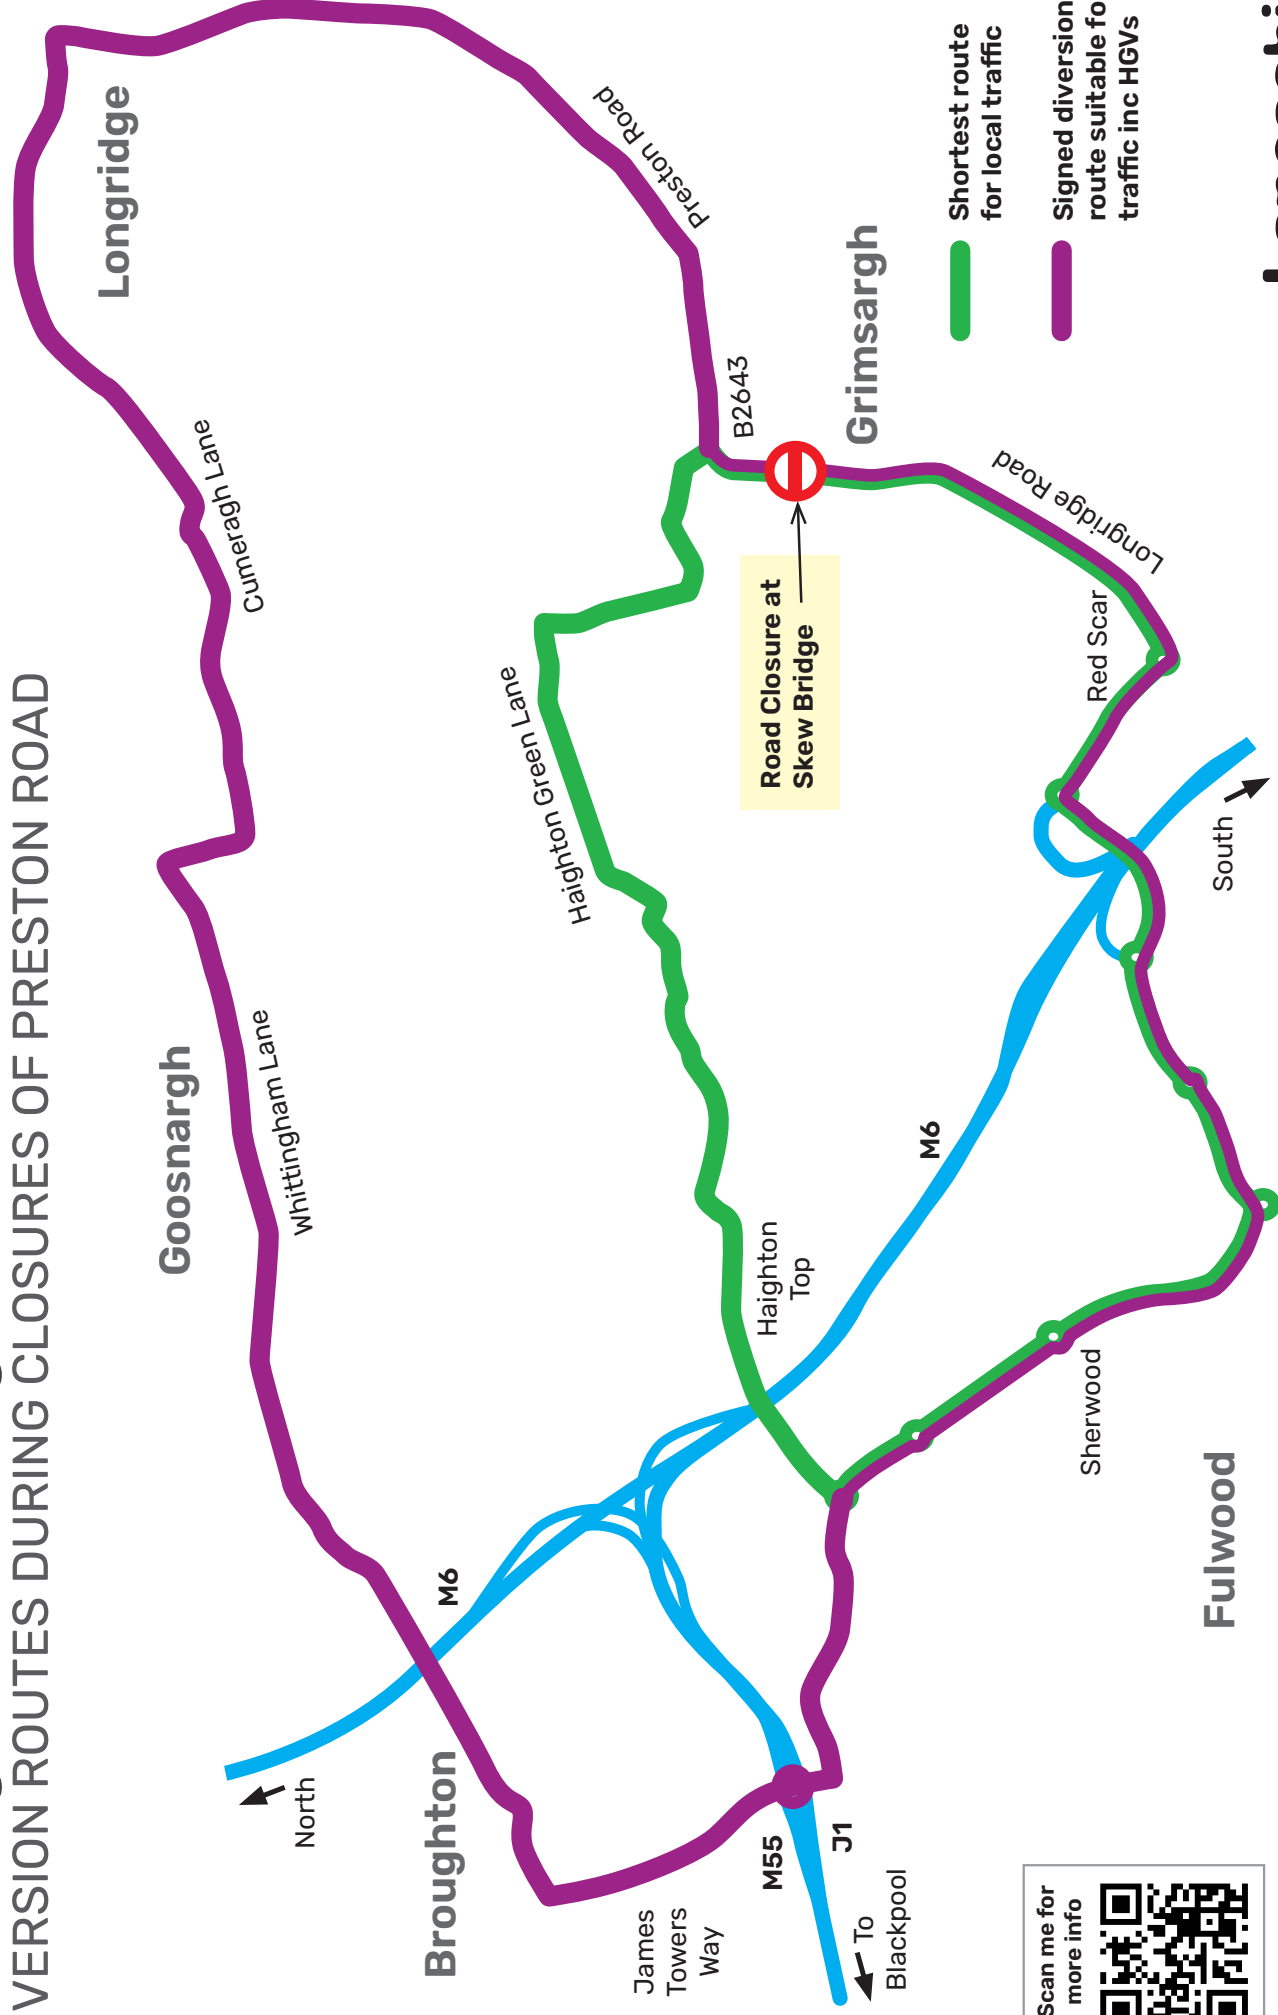 VERSION ROUTES DURING CLOSURES OF PRESTON ROAD
Longridge
Cumeragh Lane
Goosnargh
Whittingham Lane
Preston Road
B2643
Grimsargh
Longridge Road
Road Closure at
Skew Bridge
Red Scar
Haighton Green Lane
Haighton
Top
M6
South
M6
North
Broughton
James
Towers
Way
M55
J1
To
Blackpool
Sherwood
Fulwood
Shortest route
for local traffic
Signed diversion
route suitable fo
traffic inc HGVs
Scan me for
more info